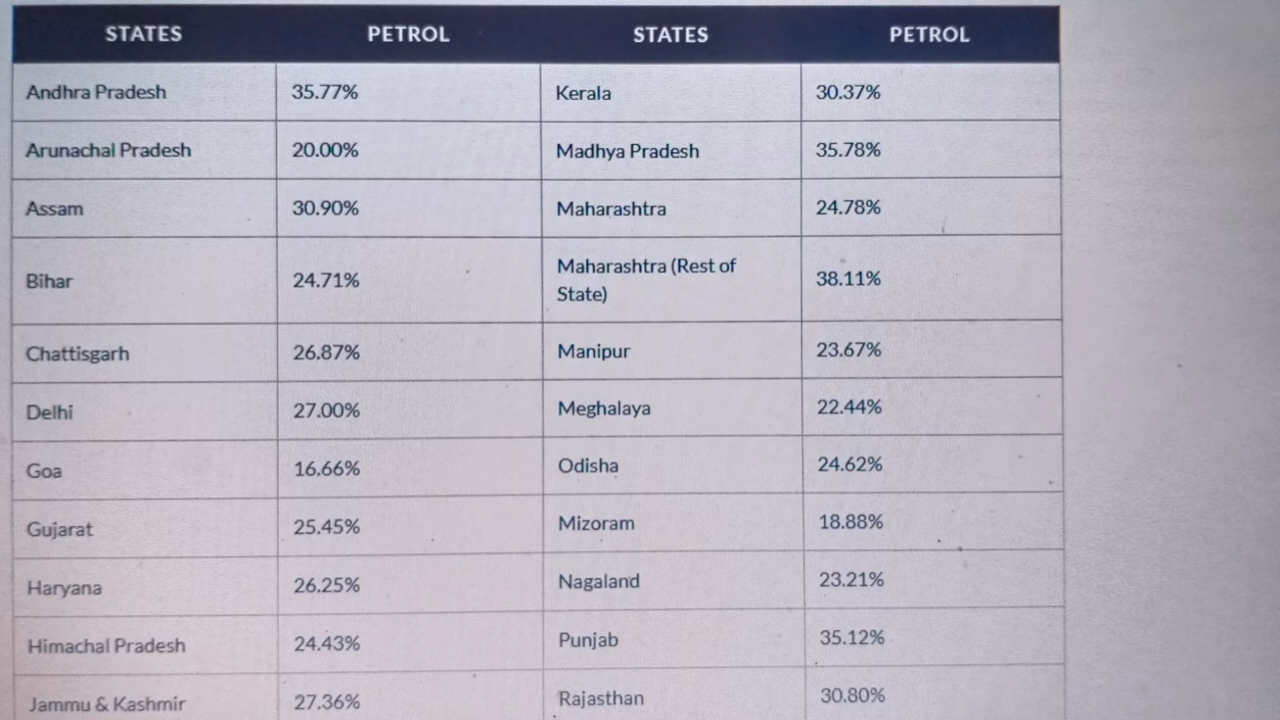 STATES PETROL STATES PETROL
Andhra Pradesh 35.77% Kerala 30.37%
Arunachal Pradesh 20.00% Madhya Pradesh 35.78%
Assam 30.90% Maharashtra 24.78%
Bihar 24.71% Maharashtra (Rest of
State) 38.11%
Chattisgarh 26.87% Manipur 23.67%
Delhi 27.00% Meghalaya 22.44%
Goa 16.66% Odisha 24.62%
Gujarat 25.45% Mizoram 18.88%
Haryana 26.25% Nagaland 23.21%
Himachal Pradesh 24.43% Punjab 35.12%
Jammu & Kashmir 27.36% Rajasthan 30.80%